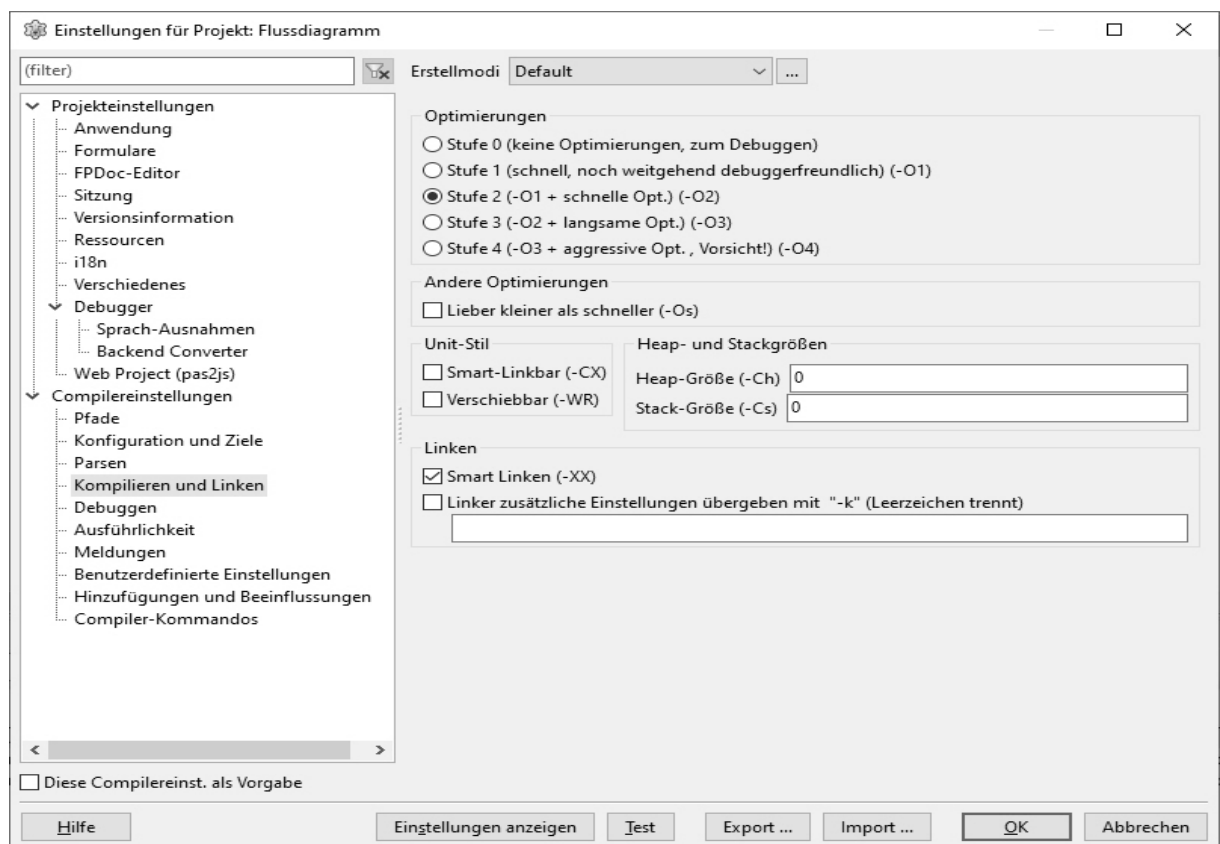 Einstellungen für Projekt: Flussdiagramm
(filter)
Erstellmodi Default ...
Projekteinstellungen
Anwendung
Formulare
FPDoc-Editor
Sitzung
Versionsinformation
Ressourcen
i18n
Verschiedenes
Debugger
Sprach-Ausnahmen
Backend Converter
Web Project (pas2js)
Compilereinstellungen
Pfade
Konfiguration und Ziele
Parsen
Kompilieren und Linken
Debuggen
Ausführlichkeit
Meldungen
Benutzerdefinierte Einstellungen
Hinzufügungen und Beeinflussungen
Compiler-Kommandos
Optimierungen
Stufe 0 (keine Optimierungen, zum Debuggen)
Stufe 1 (schnell, noch weitgehend debuggerfreundlich) (-O1)
Stufe 2 (-O1 + schnelle Opt.) (-O2)
Stufe 3 (-O2 + langsame Opt.) (-O3)
Stufe 4 (-O3 + aggressive Opt. , Vorsicht!) (-O4)
Andere Optimierungen
Lieber kleiner als schneller (-Os)
Unit-Stil
Smart-Linkbar (-CX)
Verschiebbar (-WR)
Heap- und Stackgrößen
Heap-Größe (-Ch) 0
Stack-Größe (-Cs) 0
Linken
Smart Linken (-XX)
Linker zusätzliche Einstellungen übergeben mit "-k" (Leerzeichen trennt)
Diese Compilereinst. als Vorgabe
Hilfe Einstellungen anzeigen Test Export ... Import ... OK Abbrechen